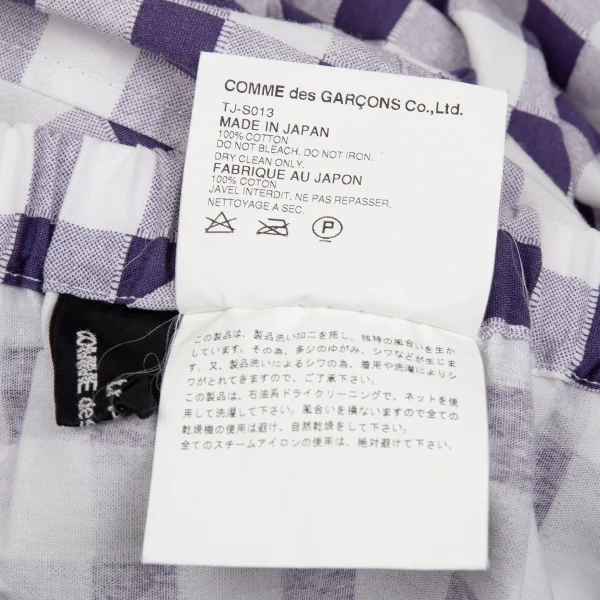 COMME des GARÇONS Co.,Ltd.
TJ-S013
MADE IN JAPAN
100% COTTON
DO NOT BLEACH. DO NOT IRON.
DRY CLEAN ONLY.
FABRIQUE AU JAPON
100% COTON
JAVEL INTERDIT. NE PAS REPASSER.
NETTOYAGE A SEC.
P
この製品は、製品洗い加工を施し、独特の風合いを生か
しています。その為、多少のゆがみ、シワなどが生じま
す。又、シワ加工によるシワの為、着用や洗濯によりシ
ワがとれてきますので、ご了承下さい。
この製品は、石油系ドライクリーニングで、ネットを使
用して洗濯して下さい。風合いを損ないますので全ての
乾燥機の使用は避け、自然乾燥をして下さい。
全てのスチームアイロンの使用は、絶対避けて下さい。
COMME des